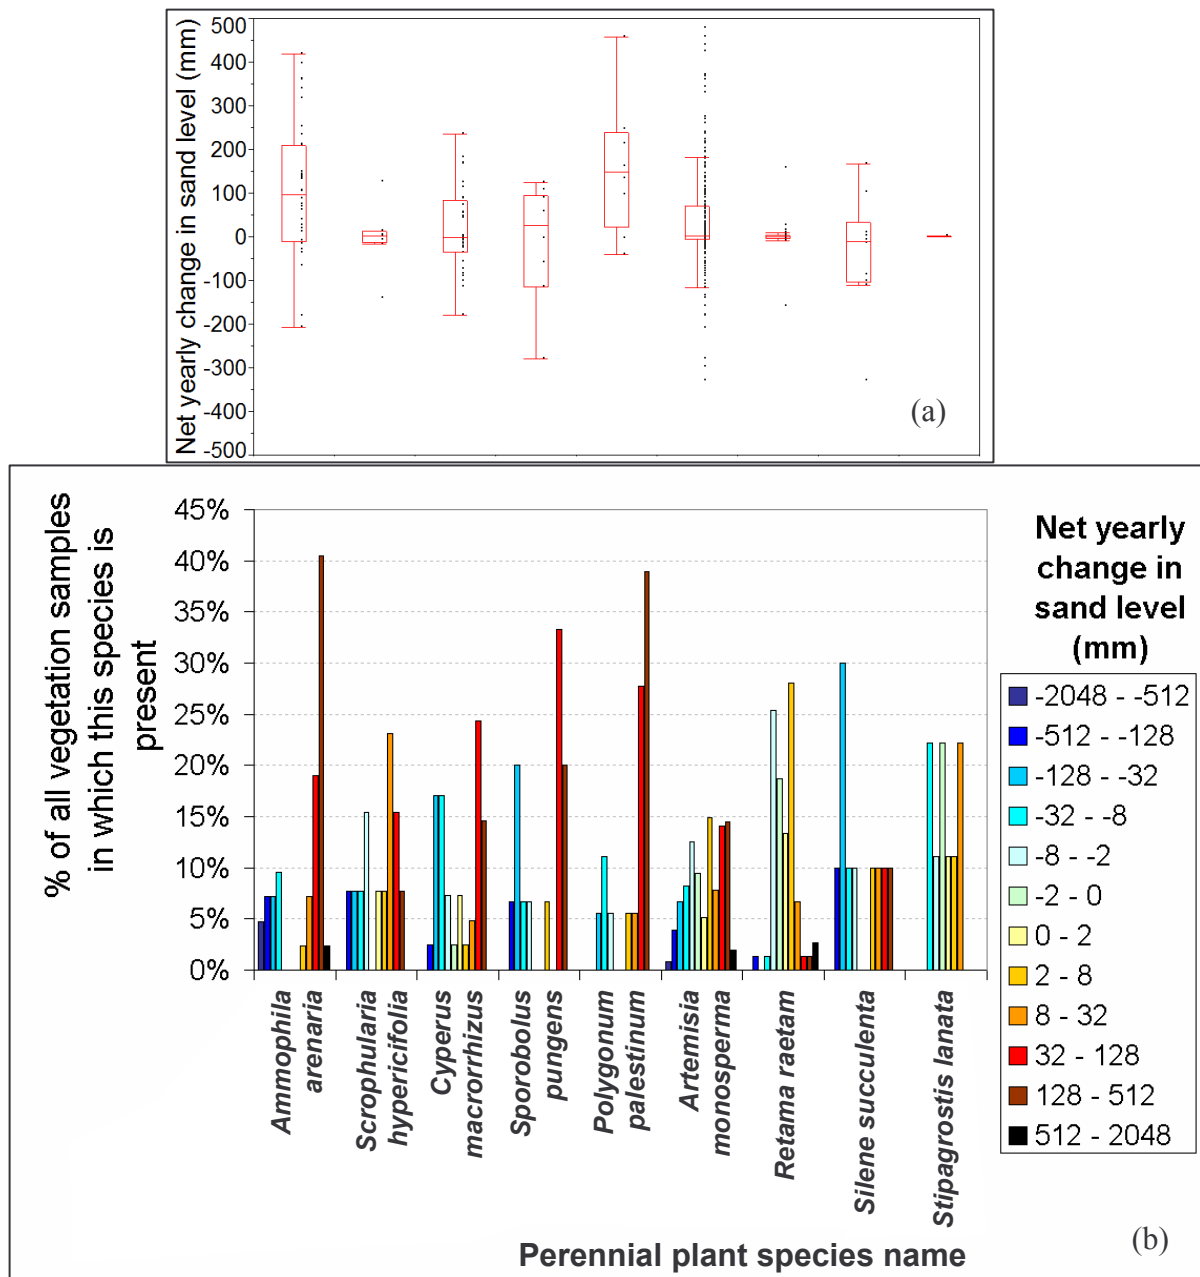 Net yearly change in sand level (mm)
500
400
300
200
100
0
-100
-200
-300
-400
-500
(a)
% of all vegetation samples
in which this species is
present
45%
40%
35%
30%
25%
20%
15%
10%
5%
0%
Ammophila
arenaria
Scrophularia
hypericifolia
Cyperus
macrorrhizus
Sporobolus
pungens
Polygonum
palestinum
Artemisia
monosperma
Retama raetam
Silene succulenta
Stipagrostis lanata
Perennial plant species name
Net yearly
change in
sand level
(mm)
-2048 - -512
-512 - -128
-128 - -32
-32 - -8
-8 - -2
-2 - 0
0 - 2
2 - 8
8 - 32
32 - 128
128 - 512
512 - 2048
(b)